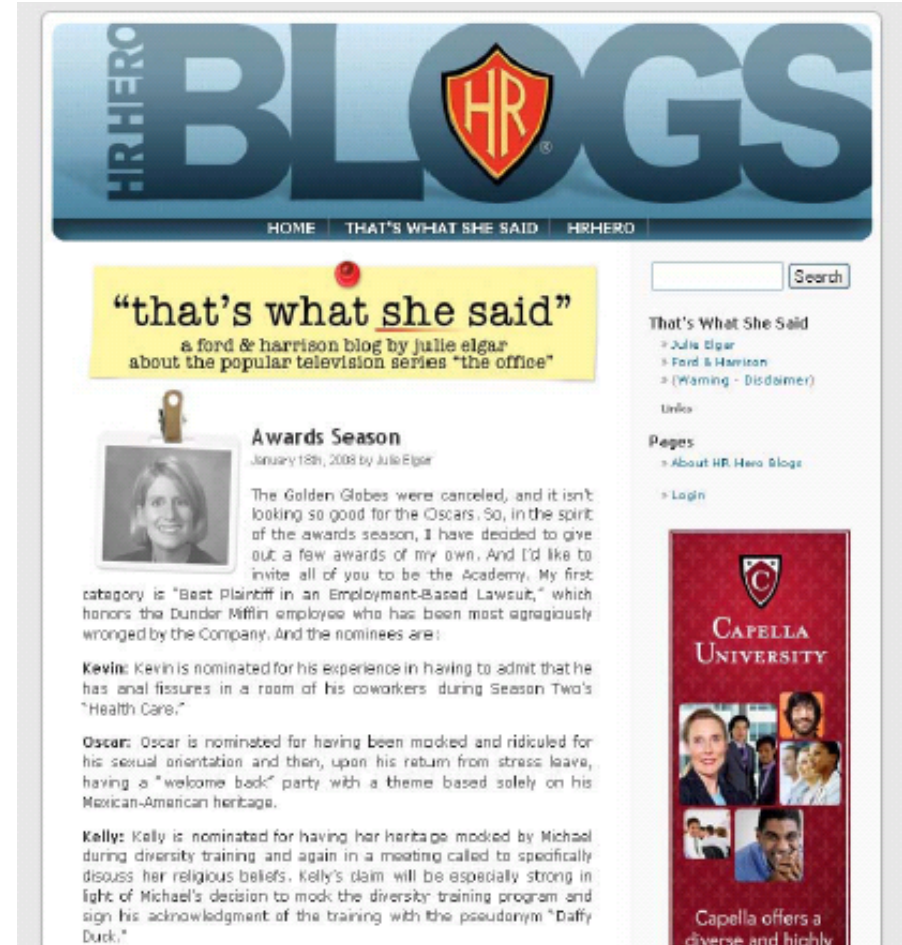 HRHERO
BLOGS
HR
®
HOME THAT'S WHAT SHE SAID HRHERO
“that’s what she said”
a ford & harrison blog by julie elgar
about the popular television series “the office”
Awards Season
January 18th, 2008 by Julie Elgar
The Golden Globes were canceled, and it isn't
looking so good for the Oscars. So, in the spirit
of the awards season, I have decided to give
out a few awards of my own. And I'd like to
invite all of you to be the Academy. My first
category is "Best Plaintiff in an Employment-Based Lawsuit," which
honors the Dunder Mifflin employee who has been most egregiously
wronged by the Company. And the nominees are:
Kevin: Kevin is nominated for his experience in having to admit that he
has anal fissures in a room of his coworkers during Season Two's
"Health Care."
Oscar: Oscar is nominated for having been mocked and ridiculed for
his sexual orientation and then, upon his return from stress leave,
having a "welcome back" party with a theme based solely on his
Mexican-American heritage.
Kelly: Kelly is nominated for having her heritage mocked by Michael
during diversity training and again in a meeting called to specifically
discuss her religious beliefs. Kelly's claim will be especially strong in
light of Michael's decision to mock the diversity training program and
sign his acknowledgment of the training with the pseudonym "Daffy
Duck."
Search
That's What She Said
» Julie Elgar
» Ford & Harrison
» (Warning - Disclaimer)
Links
Pages
» About HR Hero Blogs
» Login
C
CAPELLA
UNIVERSITY
Capella offers a
diverse and highly